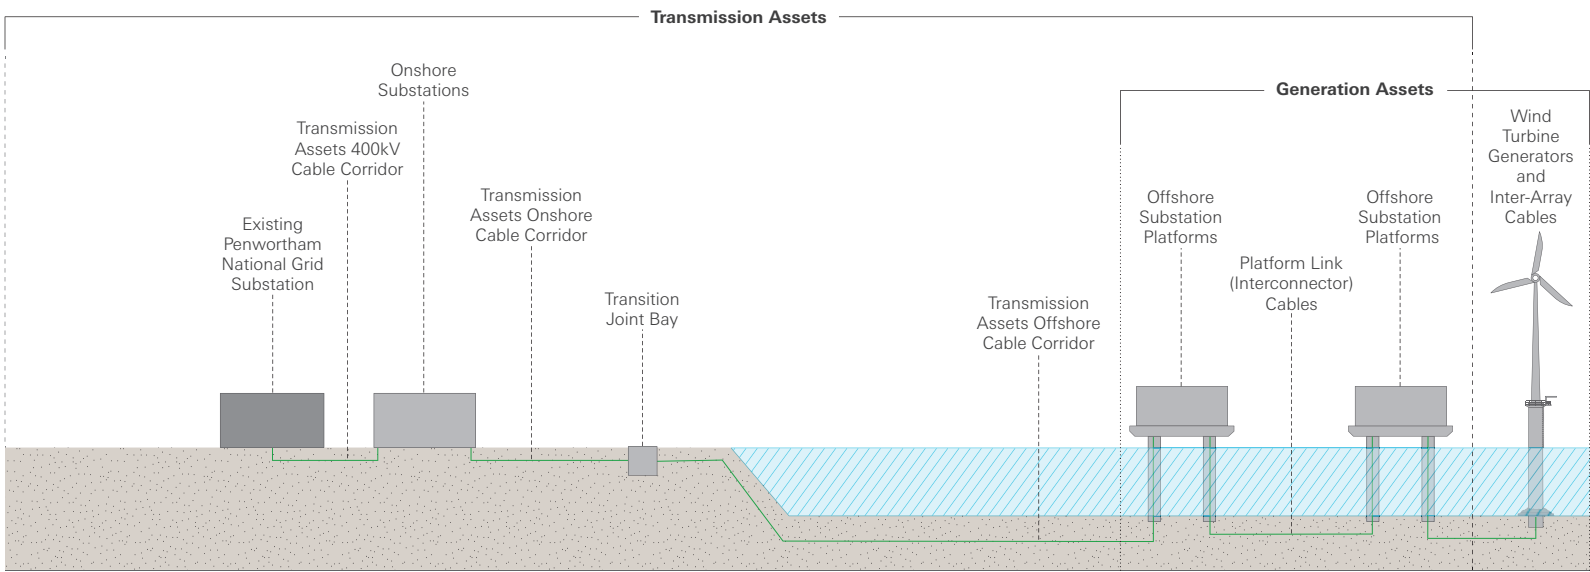 Transmission Assets
Generation Assets
Onshore
Substations
Transmission
Assets 400kV
Cable Corridor
Existing
Penwortham
National Grid
Substation
Transmission
Assets Onshore
Cable Corridor
Transition
Joint Bay
Transmission
Assets Offshore
Cable Corridor
Offshore
Substation
Platforms
Platform Link
(Interconnector)
Cables
Offshore
Substation
Platforms
Wind
Turbine
Generators
and
Inter-Array
Cables